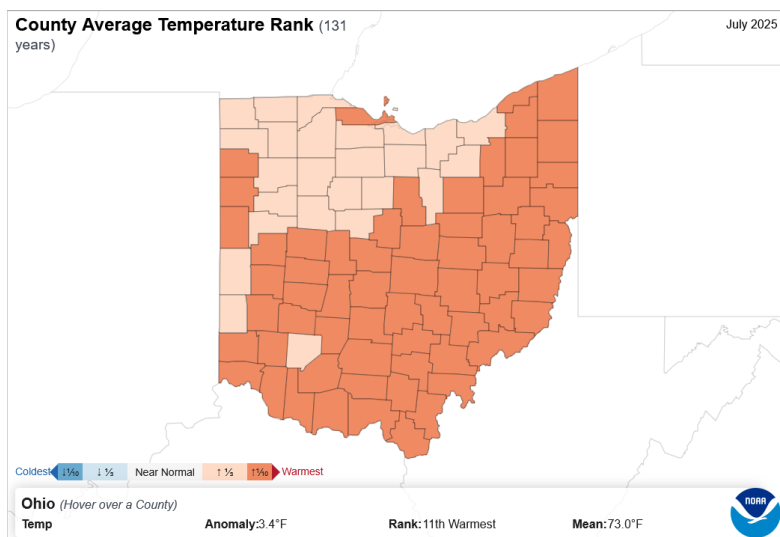 County Average Temperature Rank (131
years)
July 2025
Coldest ↓⅒ ↓ ⅓ Near Normal ↑ ⅓ ↑⅒ Warmest
Ohio (Hover over a County)
Temp Anomaly:3.4°F Rank:11th Warmest Mean:73.0°F
NOAA